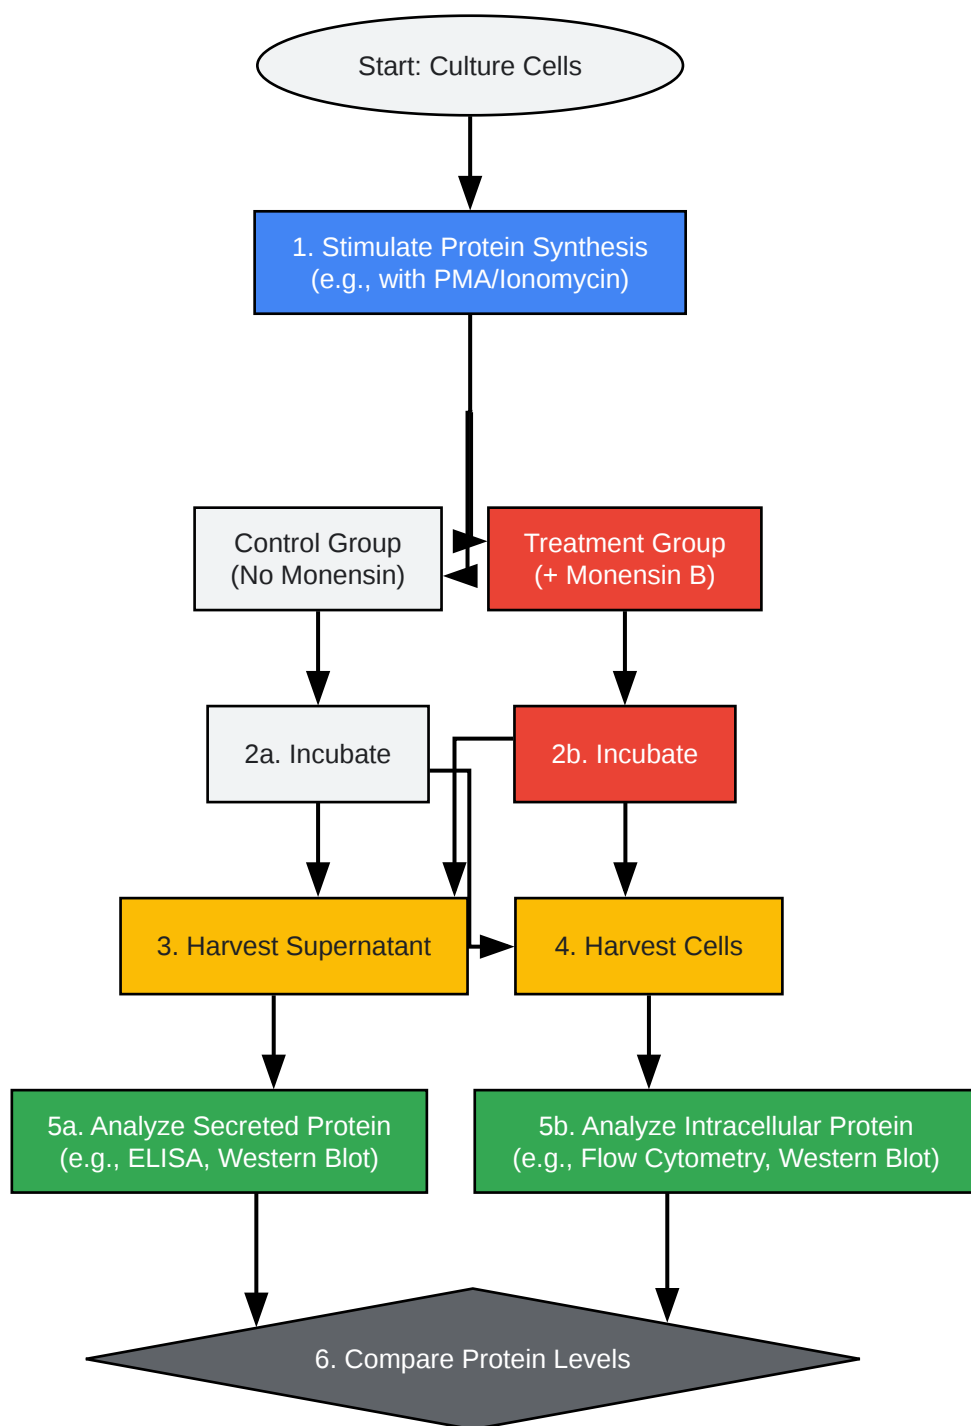 Start: Culture Cells
1. Stimulate Protein Synthesis
(e.g., with PMA/Ionomycin)
Control Group
(No Monensin)
Treatment Group
(+ Monensin B)
2a. Incubate
2b. Incubate
3. Harvest Supernatant
4. Harvest Cells
5a. Analyze Secreted Protein
(e.g., ELISA, Western Blot)
5b. Analyze Intracellular Protein
(e.g., Flow Cytometry, Western Blot)
6. Compare Protein Levels